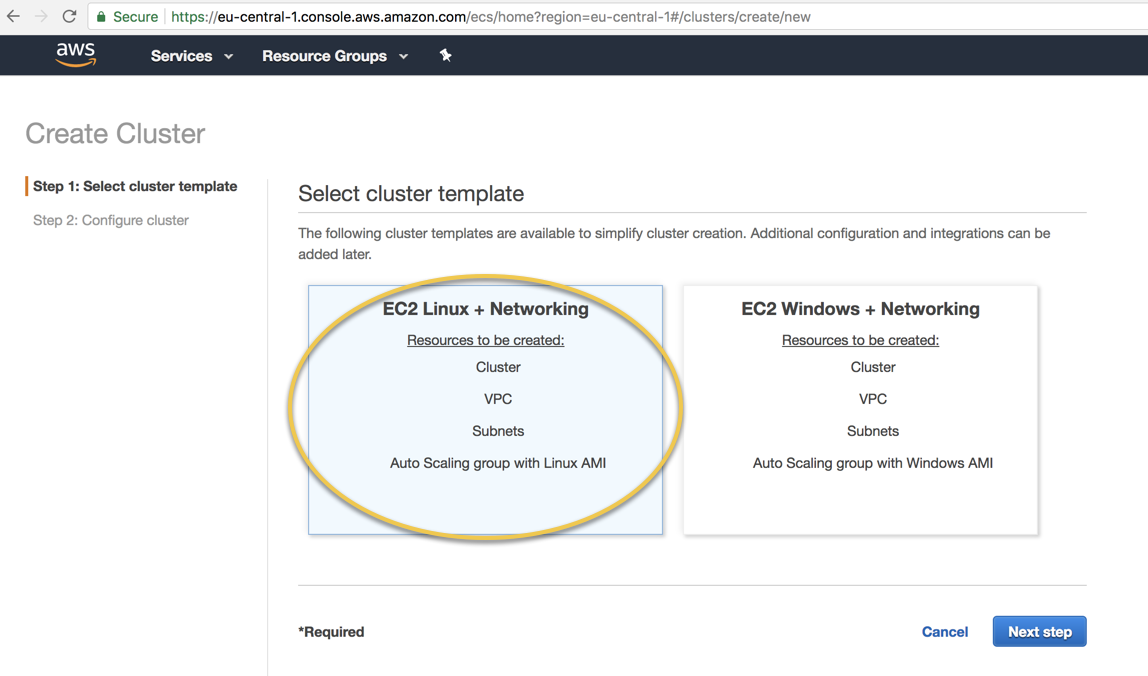 Secure https://eu-central-1.console.aws.amazon.com/ecs/home?region=eu-central-1#/clusters/create/new
aws Services Resource Groups
Create Cluster
Step 1: Select cluster template
Step 2: Configure cluster
Select cluster template
The following cluster templates are available to simplify cluster creation. Additional configuration and integrations can be
added later.
EC2 Linux + Networking
Resources to be created:
Cluster
VPC
Subnets
Auto Scaling group with Linux AMI
EC2 Windows + Networking
Resources to be created:
Cluster
VPC
Subnets
Auto Scaling group with Windows AMI
*Required
Cancel
Next step